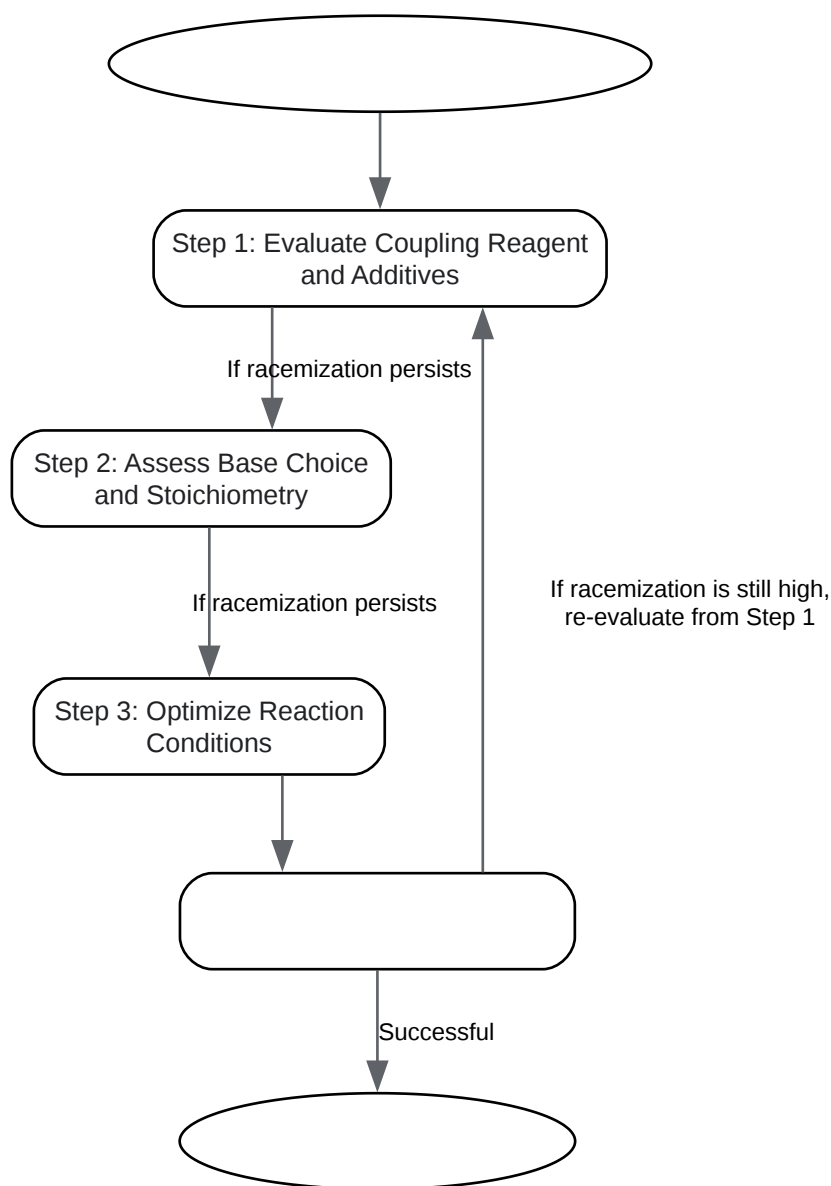 Step 1: Evaluate Coupling Reagent
and Additives
If racemization persists
Step 2: Assess Base Choice
and Stoichiometry
If racemization is still high,
re-evaluate from Step 1
If racemization persists
Step 3: Optimize Reaction
Conditions
Successful